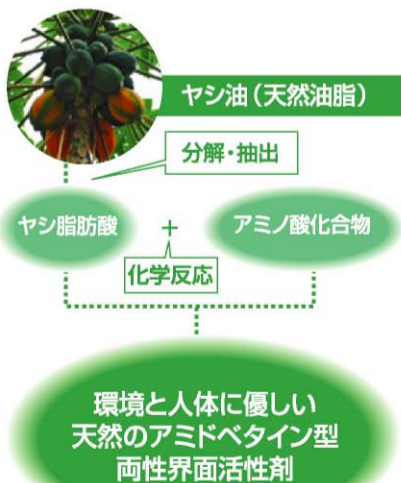 ヤシ油(天然油脂)
分解・抽出
ヤシ脂肪酸
+
アミノ酸化合物
化学反応
環境と人体に優しい
天然のアミドベタイン型
両性界面活性剤